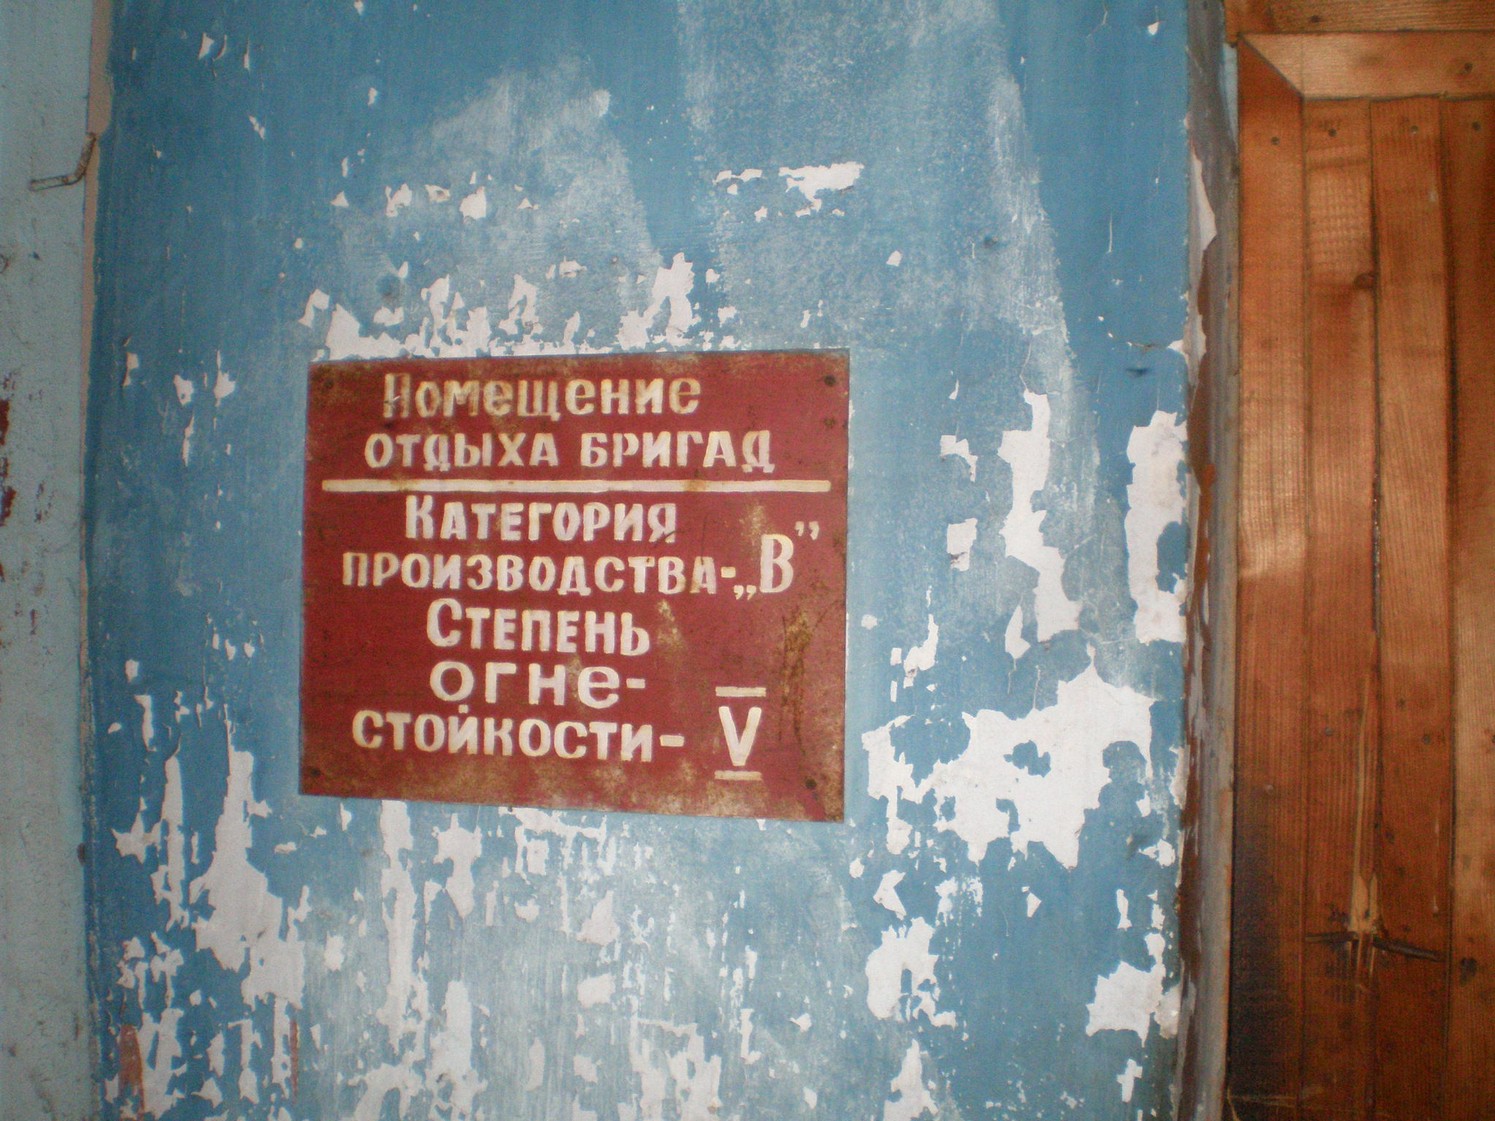 Помещение
отдыха бригад
Категория
производства-„В”
Степень
огне-
стойкости- V